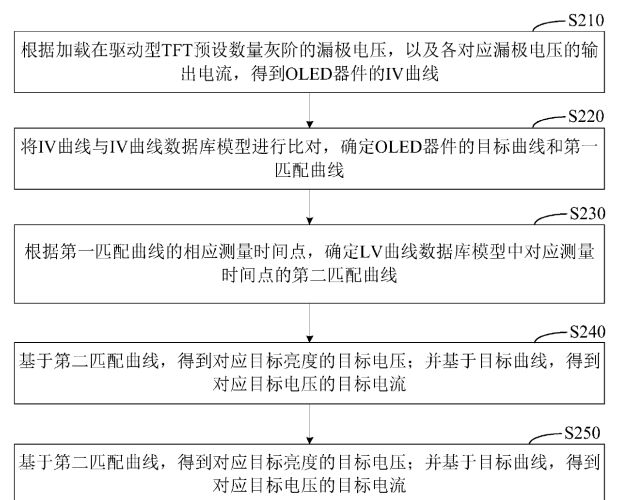 S210
根据加载在驱动型TFT预设数量灰阶的漏极电压，以及各对应漏极电压的输
出电流，得到OLED器件的IV曲线
S220
将IV曲线与IV曲线数据库模型进行比对，确定OLED器件的目标曲线和第一
匹配曲线
S230
根据第一匹配曲线的相应测量时间点，确定LV曲线数据库模型中对应测量
时间点的第二匹配曲线
S240
基于第二匹配曲线，得到对应目标亮度的目标电压；并基于目标曲线，得到
对应目标电压的目标电流
S250
基于第二匹配曲线，得到对应目标亮度的目标电压；并基于目标曲线，得到
对应目标电压的目标电流